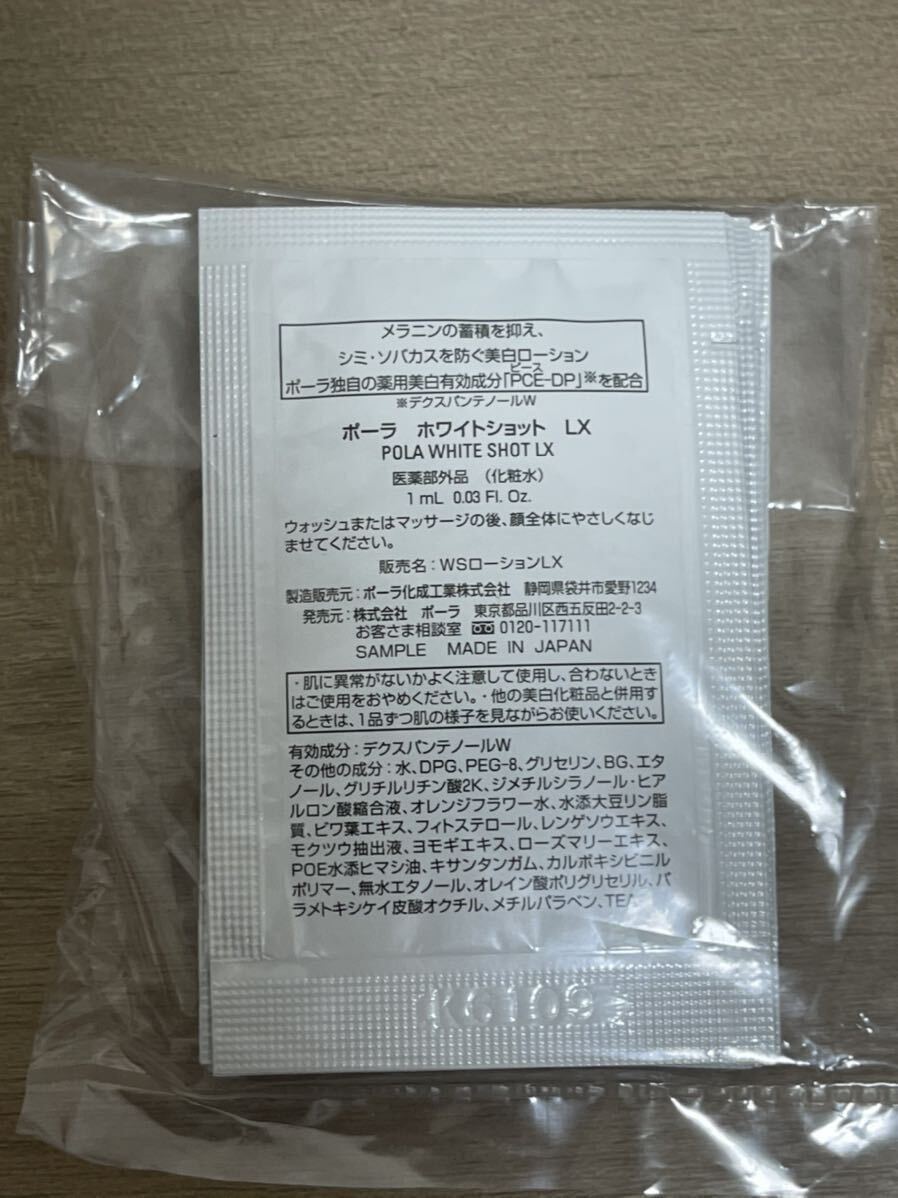 メラニンの蓄積を抑え、
シミ・ソバカスを防ぐ美白ローション
ピース
ポーラ独自の薬用美白有効成分「PCE-DP」※を配合
※デクスパンテノールW
ポーラ ホワイトショット LX
POLA WHITE SHOT LX
医薬部外品 (化粧水)
1 mL 0.03 Fl. Oz.
ウォッシュまたはマッサージの後、顔全体にやさしくなじ
ませてください。
販売名:WSローションLX
製造販売元:ポーラ化成工業株式会社 静岡県袋井市愛野1234
発売元:株式会社 ポーラ 東京都品川区西五反田2-2-3
お客さま相談室 0120-117111
SAMPLE MADE IN JAPAN
・肌に異常がないかよく注意して使用し、合わないとき
はご使用をおやめください。・他の美白化粧品と併用す
るときは、1品ずつ肌の様子を見ながらお使いください。
有効成分:デクスパンテノールW
その他の成分:水、DPG、PEG-8、グリセリン、BG、エタ
ノール、グリチルリチン酸2K、ジメチルシラノール・ヒア
ルロン酸縮合液、オレンジフラワー水、水添大豆リン脂
質、ビワ葉エキス、フィトステロール、レンゲソウエキス、
モクツウ抽出液、ヨモギエキス、ローズマリーエキス、
POE水添ヒマシ油、キサンタンガム、カルボキシビニル
ポリマー、無水エタノール、オレイン酸ポリグリセリル、パ
ラメトキシケイ皮酸オクチル、メチルパラベン、TEA
K6109